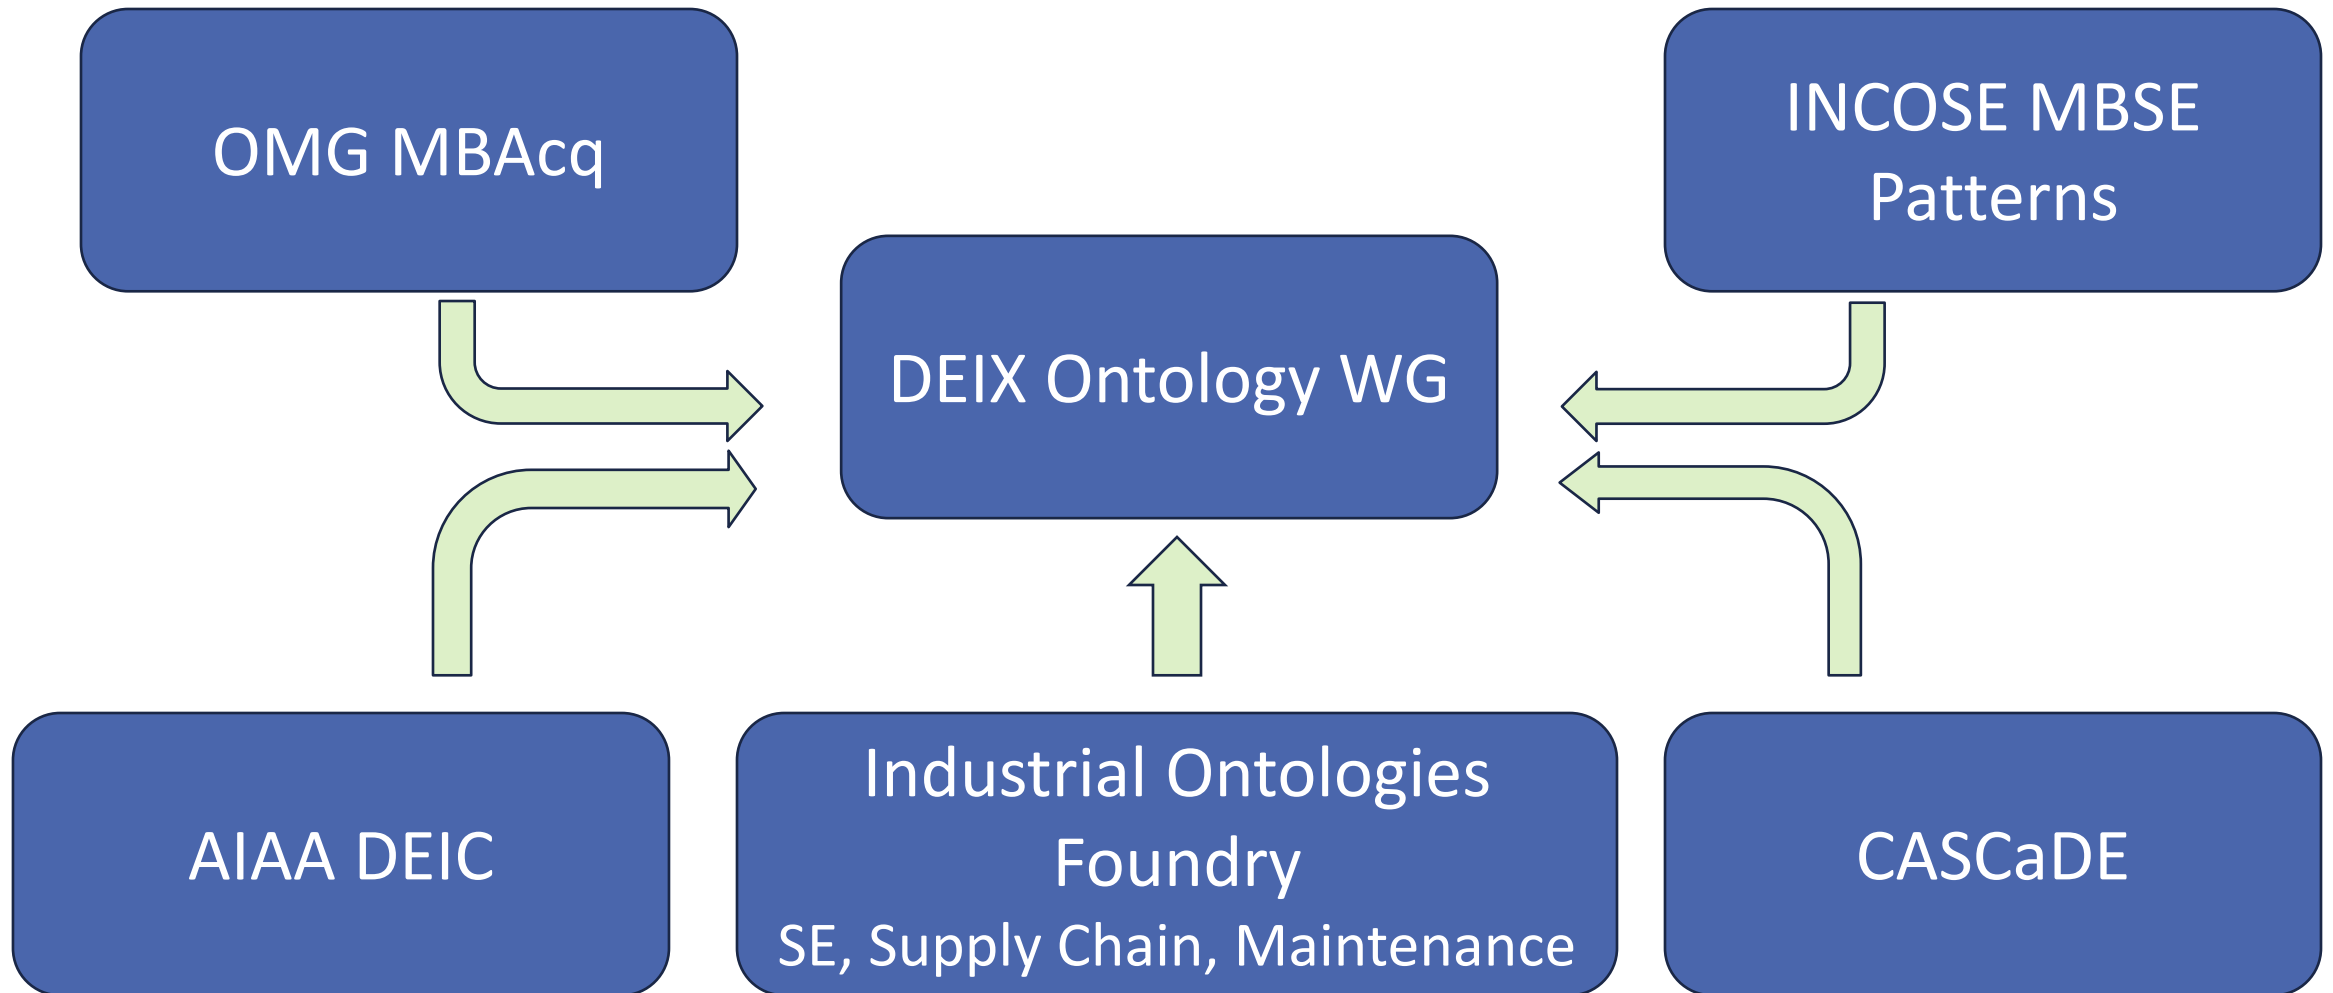 OMG MBAcq
INCOSE MBSE
Patterns
DEIX Ontology WG
AIAA DEIC
Industrial Ontologies
Foundry
SE, Supply Chain, Maintenance
CASCaDE